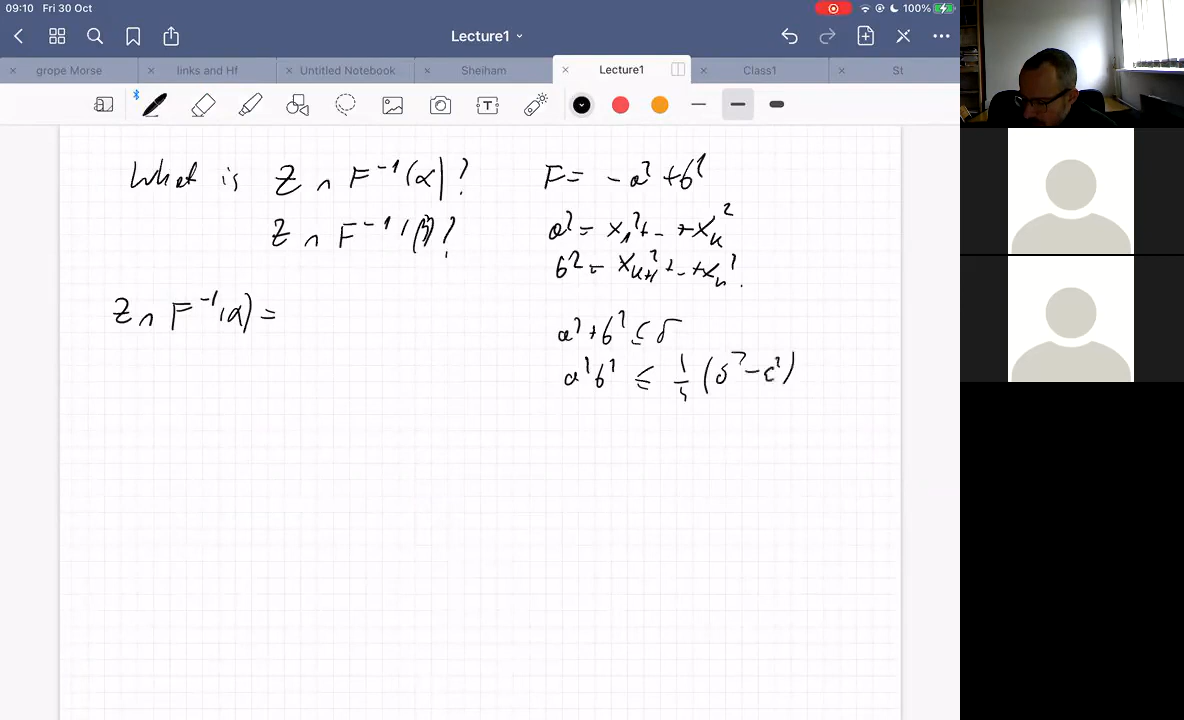 09:10 Fri 30 Oct
100%
Lecture1
grope Morse
links and Hf
Untitled Notebook
Sheiham
Lecture1
Class1
St
What is Z ∩ F⁻¹(α)?
Z ∩ F⁻¹(β)?
Z ∩ F⁻¹(α) =
F = -a² + b²
a² = x₁² + - + xₖ²
b² = xₖ₊₁² + - + xₙ².
a² + b² ≤ δ
a²b² ≤ 1/4 (δ² - ε²)